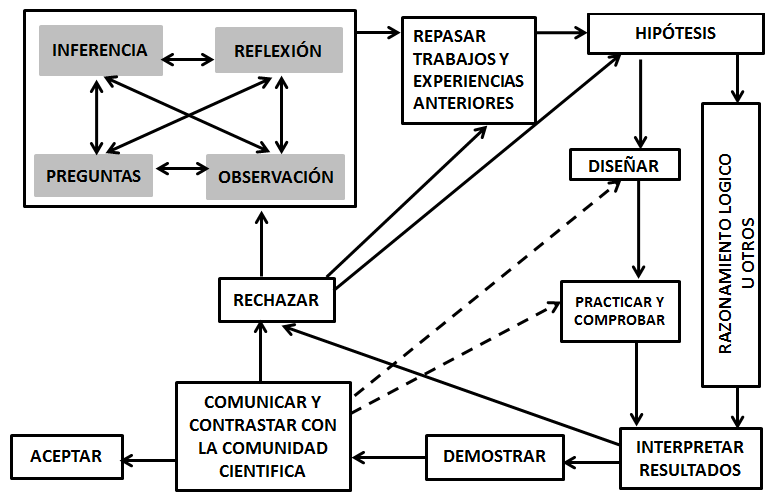 INFERENCIA
REFLEXIÓN
PREGUNTAS
OBSERVACIÓN
REPASAR
TRABAJOS Y
EXPERIENCIAS
ANTERIORES
HIPÓTESIS
DISEÑAR
RAZONAMIENTO LOGICO
U OTROS
RECHAZAR
PRACTICAR Y
COMPROBAR
COMUNICAR Y
CONTRASTAR CON
LA COMUNIDAD
CIENTIFICA
ACEPTAR
DEMOSTRAR
INTERPRETAR
RESULTADOS